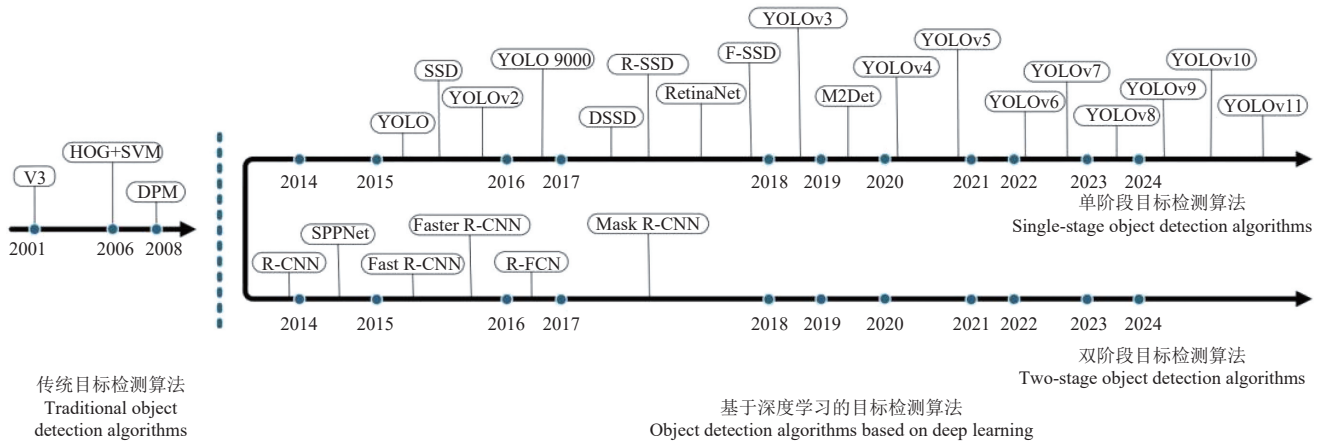 YOLOv3
YOLOv5
F-SSD
YOLO 9000
R-SSD
YOLOv10
SSD
YOLOv4
YOLOv7
YOLOv9
YOLOv2
RetinaNet
M2Det
YOLOv6
YOLOv11
YOLO
DSSD
YOLOv8
2014 2015 2016 2017 2018 2019 2020 2021 2022 2023 2024
单阶段目标检测算法
Single-stage object detection algorithms
HOG+SVM
V3
DPM
2001 2006 2008
SPPNet
Faster R-CNN
Mask R-CNN
R-CNN
Fast R-CNN
R-FCN
2014 2015 2016 2017 2018 2019 2020 2021 2022 2023 2024
双阶段目标检测算法
Two-stage object detection algorithms
传统目标检测算法
Traditional object
detection algorithms
基于深度学习的目标检测算法
Object detection algorithms based on deep learning